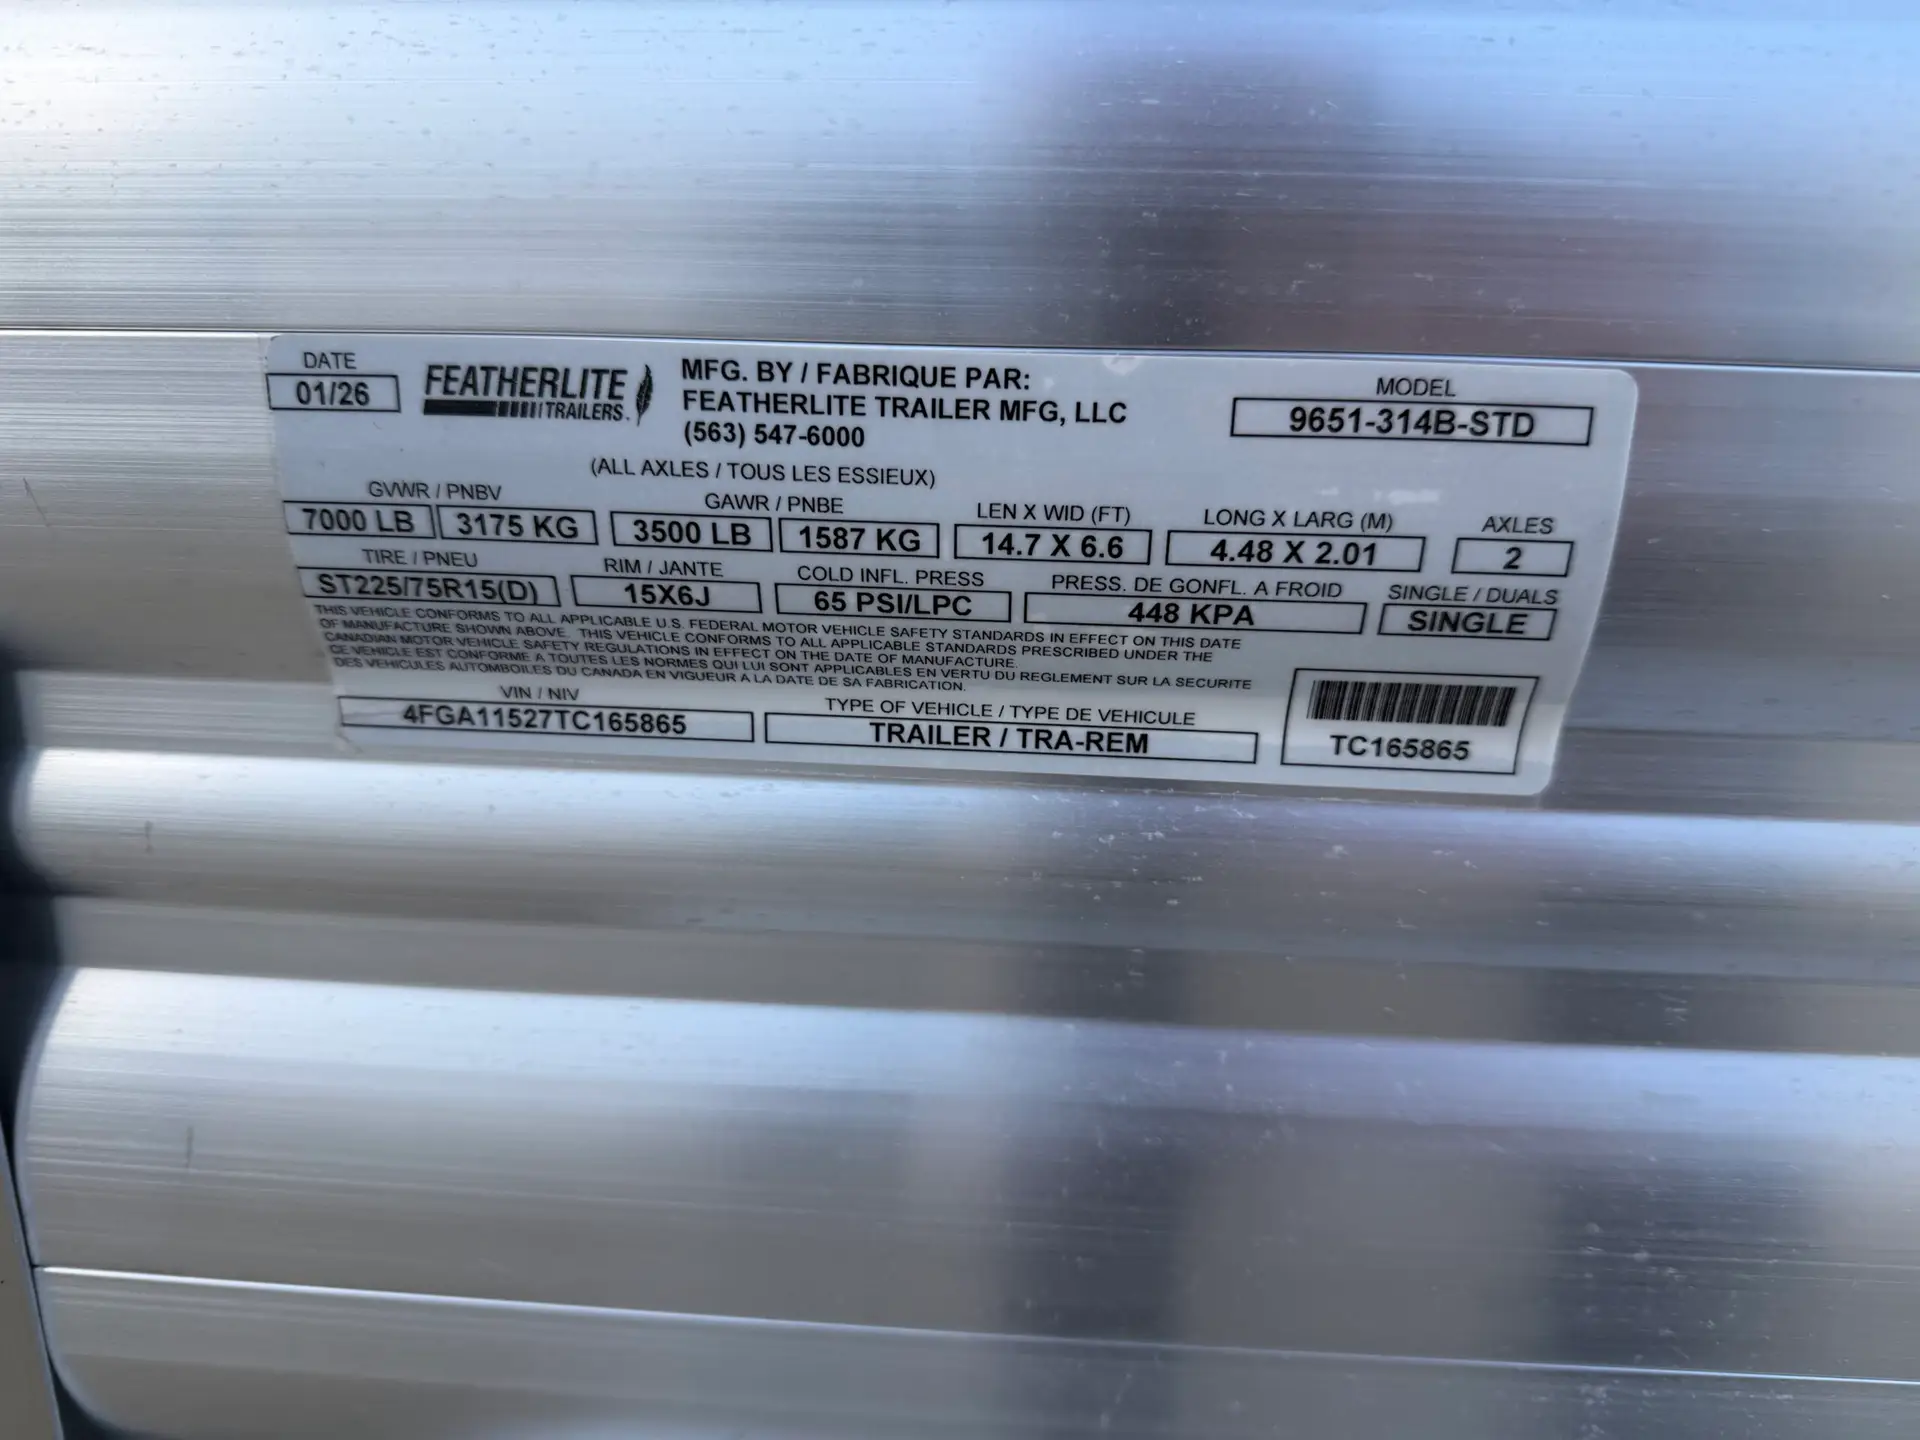 DATE
01/26
FEATHERLITE
TRAILERS.
MFG. BY / FABRIQUE PAR:
FEATHERLITE TRAILER MFG, LLC
(563) 547-6000
MODEL
9651-314B-STD
(ALL AXLES / TOUS LES ESSIEUX)
GVWR / PNBV
7000 LB 3175 KG
GAWR / PNBE
3500 LB 1587 KG
LEN X WID (FT)
14.7 X 6.6
LONG X LARG (M)
4.48 X 2.01
AXLES
2
TIRE / PNEU
ST225/75R15(D)
RIM / JANTE
15X6J
COLD INFL. PRESS
65 PSI/LPC
PRESS. DE GONFL. A FROID
448 KPA
SINGLE / DUALS
SINGLE
THIS VEHICLE CONFORMS TO ALL APPLICABLE U.S. FEDERAL MOTOR VEHICLE SAFETY STANDARDS IN EFFECT ON THIS DATE
OF MANUFACTURE SHOWN ABOVE. THIS VEHICLE CONFORMS TO ALL APPLICABLE STANDARDS PRESCRIBED UNDER THE
CANADIAN MOTOR VEHICLE SAFETY REGULATIONS IN EFFECT ON THE DATE OF MANUFACTURE.
CE VEHICLE EST CONFORME A TOUTES LES NORMES QUI LUI SONT APPLICABLES EN VERTU DU REGLEMENT SUR LA SECURITE
DES VEHICULES AUTOMBOILES DU CANADA EN VIGUEUR A LA DATE DE SA FABRICATION.
VIN / NIV
4FGA11527TC165865
TYPE OF VEHICLE / TYPE DE VEHICULE
TRAILER / TRA-REM
TC165865